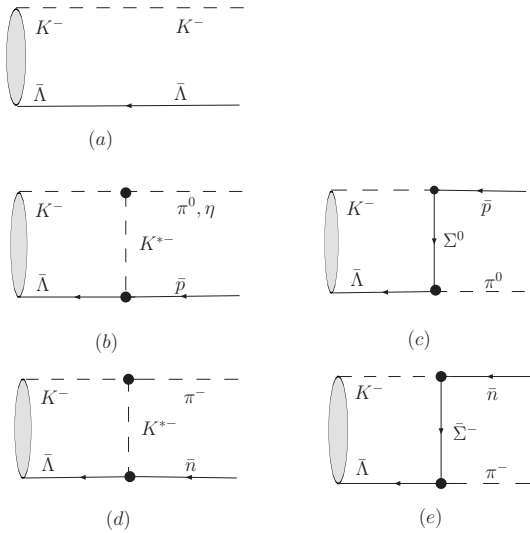 K⁻ K⁻
Λ̄ Λ̄
(a)
K⁻ π⁰, η
K*⁻
Λ̄ p̄
(b)
K⁻ p̄
Σ⁰
Λ̄ π⁰
(c)
K⁻ π⁻
K*⁻
Λ̄ n̄
(d)
K⁻ n̄
Σ̄⁻
Λ̄ π⁻
(e)